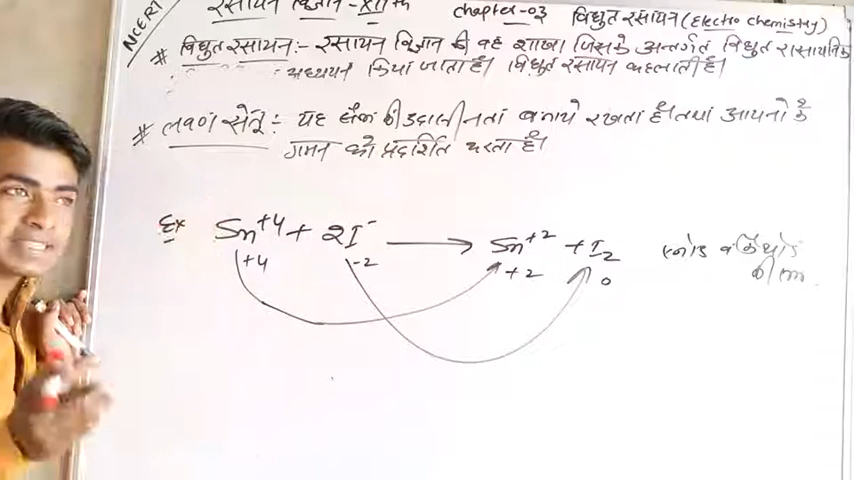 NCERT
रसायन विज्ञान-XII th chapter-03 विधुत रसायन (Electro chemistry)
* विधुत रसायन:- रसायन विज्ञान की वह शाखा जिसके अन्तर्गत विधुत रासायनिक
अध्ययन किया जाता है। विधुत रसायन कहलाती है।
# लवण सेतू:- यह सैल की उदासीनता बनाये रखता है। तथा आयनो के
गमन को प्रदर्शित करता है।
Ex Sn+4 + 2I- → Sn+2 + I2 एनोड व कैथोड
+4 -2 +2 0 की